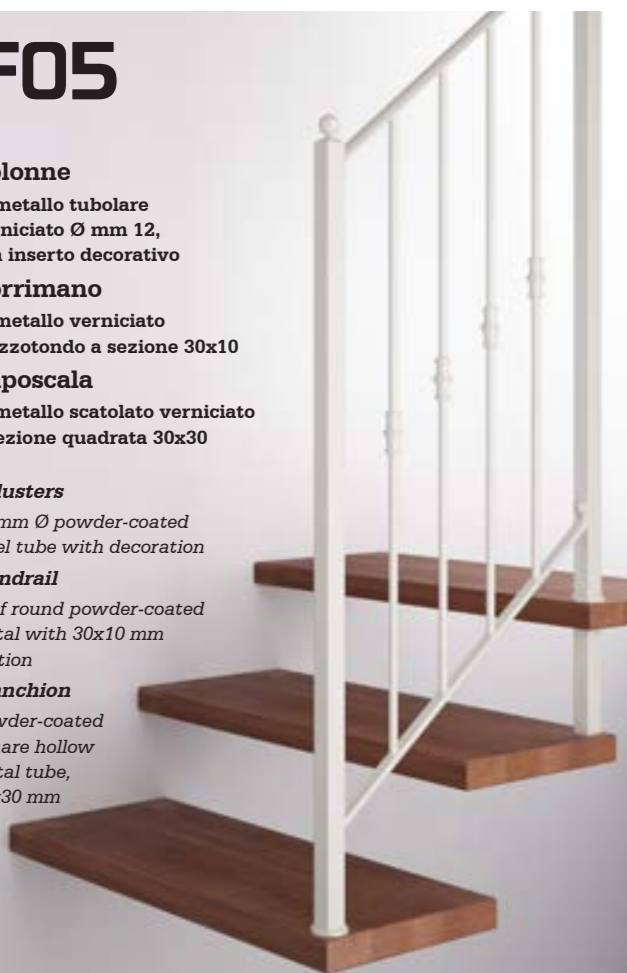 F05
olonne
metallo tubolare
niciato Ø mm 12,
inserto decorativo
orrimano
metallo verniciato
zzotondo a sezione 30x10
poscala
metallo scatolato verniciato
ezione quadrata 30x30
lusters
mm Ø powder-coated
el tube with decoration
ndrail
f round powder-coated
tal with 30x10 mm
tion
nchion
wder-coated
are hollow
tal tube,
30 mm